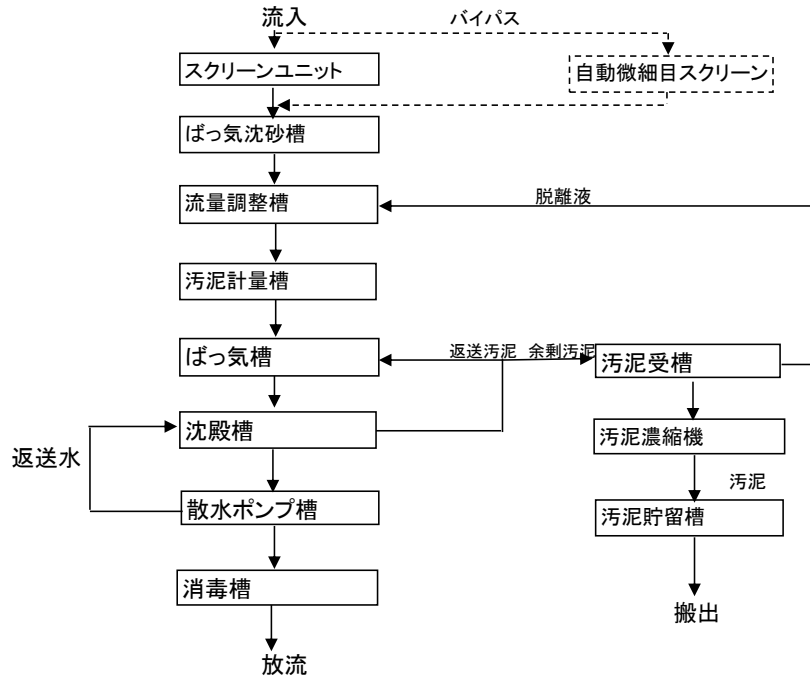 流入
バイパス
スクリーンユニット
自動微細目スクリーン
ばっ気沈砂槽
流量調整槽
脱離液
汚泥計量槽
ばっ気槽
返送汚泥 余剰汚泥
汚泥受槽
沈殿槽
汚泥濃縮機
返送水
汚泥
散水ポンプ槽
汚泥貯留槽
消毒槽
搬出
放流